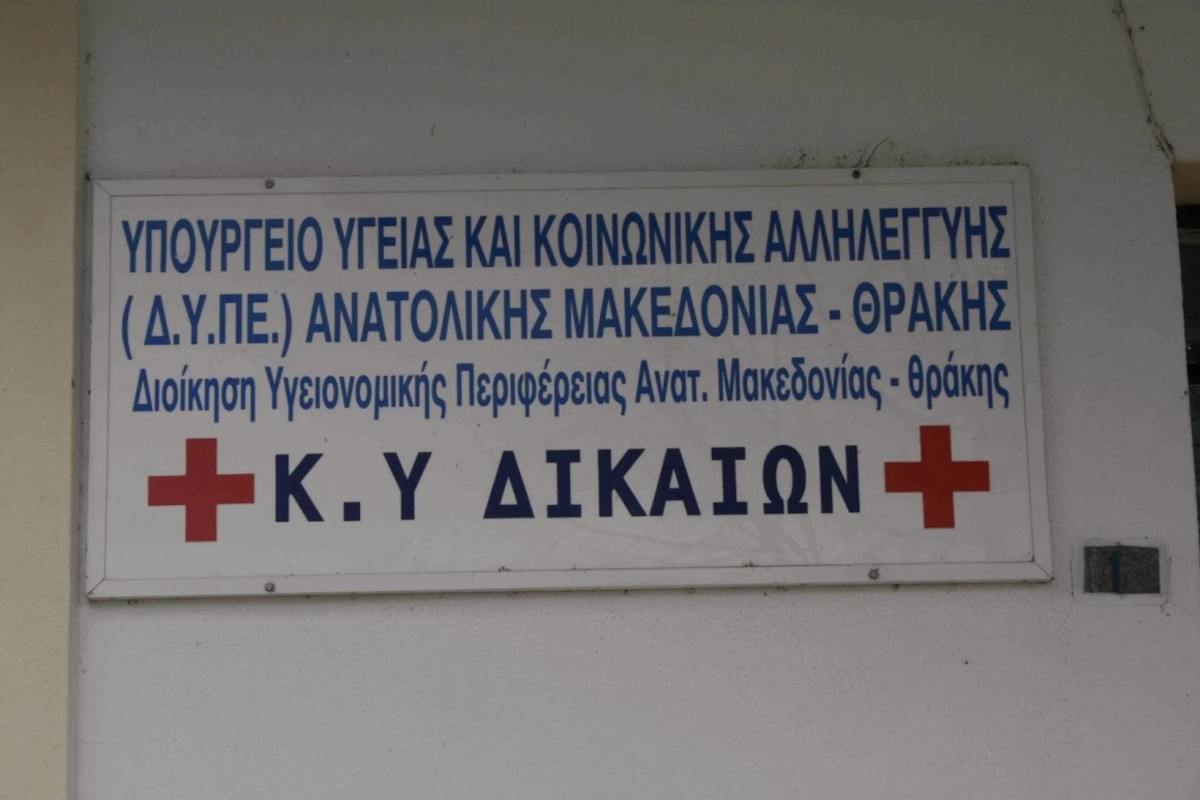 ΥΠΟΥΡΓΕΙΟ ΥΓΕΙΑΣ ΚΑΙ ΚΟΙΝΩΝΙΚΗΣ ΑΛΛΗΛΕΓΓΥΗΣ
( Δ.Υ.ΠΕ.) ΑΝΑΤΟΛΙΚΗΣ ΜΑΚΕΔΟΝΙΑΣ - ΘΡΑΚΗΣ
Διοίκηση Υγειονομικής Περιφέρειας Ανατ. Μακεδονίας - θράκης
Κ.Υ ΔΙΚΑΙΩΝ